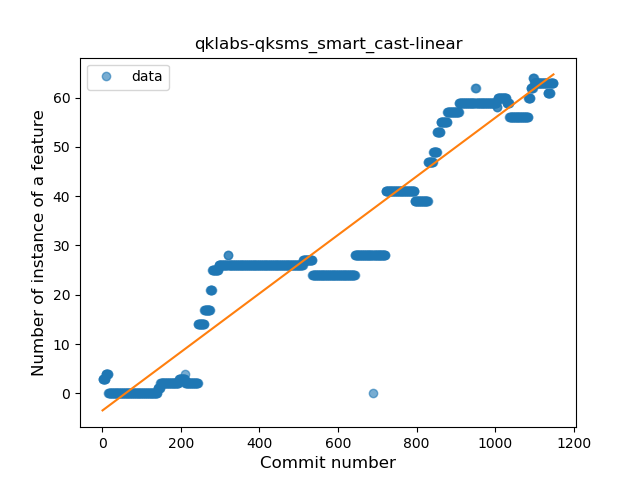 qklabs-qksms_smart_cast-linear
data
Number of instance of a feature
60
50
40
30
20
10
0
0 200 400 600 800 1000 1200
Commit number